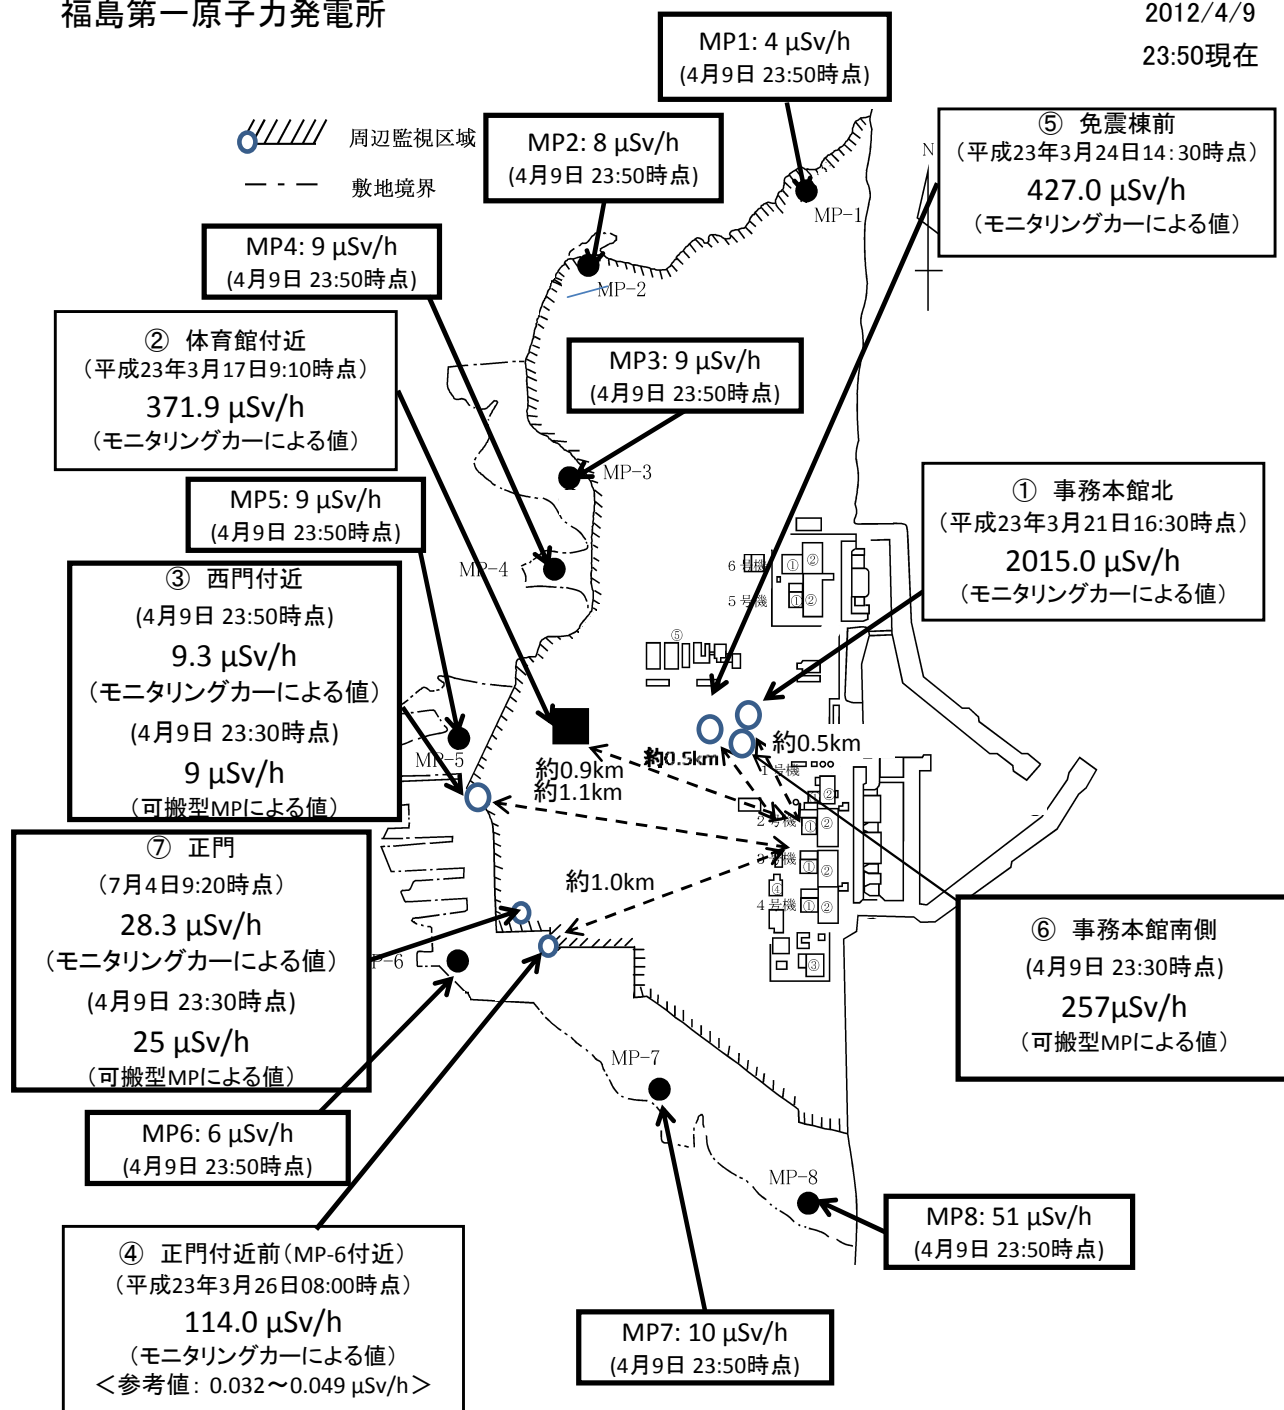 福島第一原子力発電所
2012/4/9
23:50現在
MP1: 4 μSv/h
(4月9日 23:50時点)
周辺監視区域
敷地境界
MP2: 8 μSv/h
(4月9日 23:50時点)
⑤ 免震棟前
（平成23年3月24日14:30時点）
427.0 μSv/h
（モニタリングカーによる値）
N
MP-1
MP4: 9 μSv/h
(4月9日 23:50時点)
MP-2
② 体育館付近
（平成23年3月17日9:10時点）
371.9 μSv/h
（モニタリングカーによる値）
MP3: 9 μSv/h
(4月9日 23:50時点)
MP-3
MP5: 9 μSv/h
(4月9日 23:50時点)
① 事務本館北
（平成23年3月21日16:30時点）
2015.0 μSv/h
（モニタリングカーによる値）
MP-4
③ 西門付近
(4月9日 23:50時点)
9.3 μSv/h
（モニタリングカーによる値）
(4月9日 23:30時点)
9 μSv/h
（可搬型MPによる値）
6号機
① ②
5号機
① ②
⑤
MP-5
約0.9km
約1.1km
約0.5km
約0.5km
1号機
②
2号機
① ②
3号機
① ②
④
4号機
① ②
③
約1.0km
⑦ 正門
(7月4日9:20時点)
28.3 μSv/h
（モニタリングカーによる値）
(4月9日 23:30時点)
25 μSv/h
（可搬型MPによる値）
P-6
⑥ 事務本館南側
(4月9日 23:30時点)
257μSv/h
（可搬型MPによる値）
MP-7
MP6: 6 μSv/h
(4月9日 23:50時点)
MP-8
MP8: 51 μSv/h
(4月9日 23:50時点)
④ 正門付近前（MP-6付近）
（平成23年3月26日08:00時点）
114.0 μSv/h
（モニタリングカーによる値）
＜参考値： 0.032～0.049 μSv/h＞
MP7: 10 μSv/h
(4月9日 23:50時点)